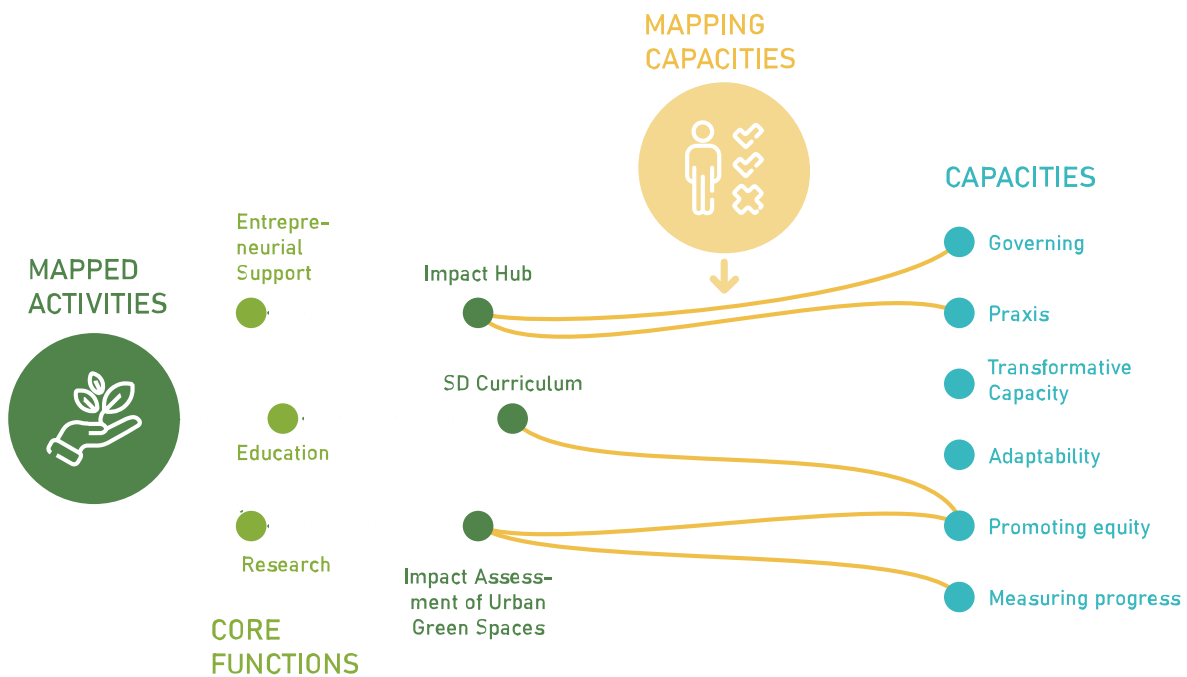 MAPPING
CAPACITIES
CAPACITIES
Entrepre-
neurial
Support
Governing
MAPPED
ACTIVITIES
Impact Hub
Praxis
Transformative
Capacity
SD Curriculum
Education
Adaptability
Promoting equity
Research
Impact Assess-
ment of Urban
Green Spaces
Measuring progress
CORE
FUNCTIONS